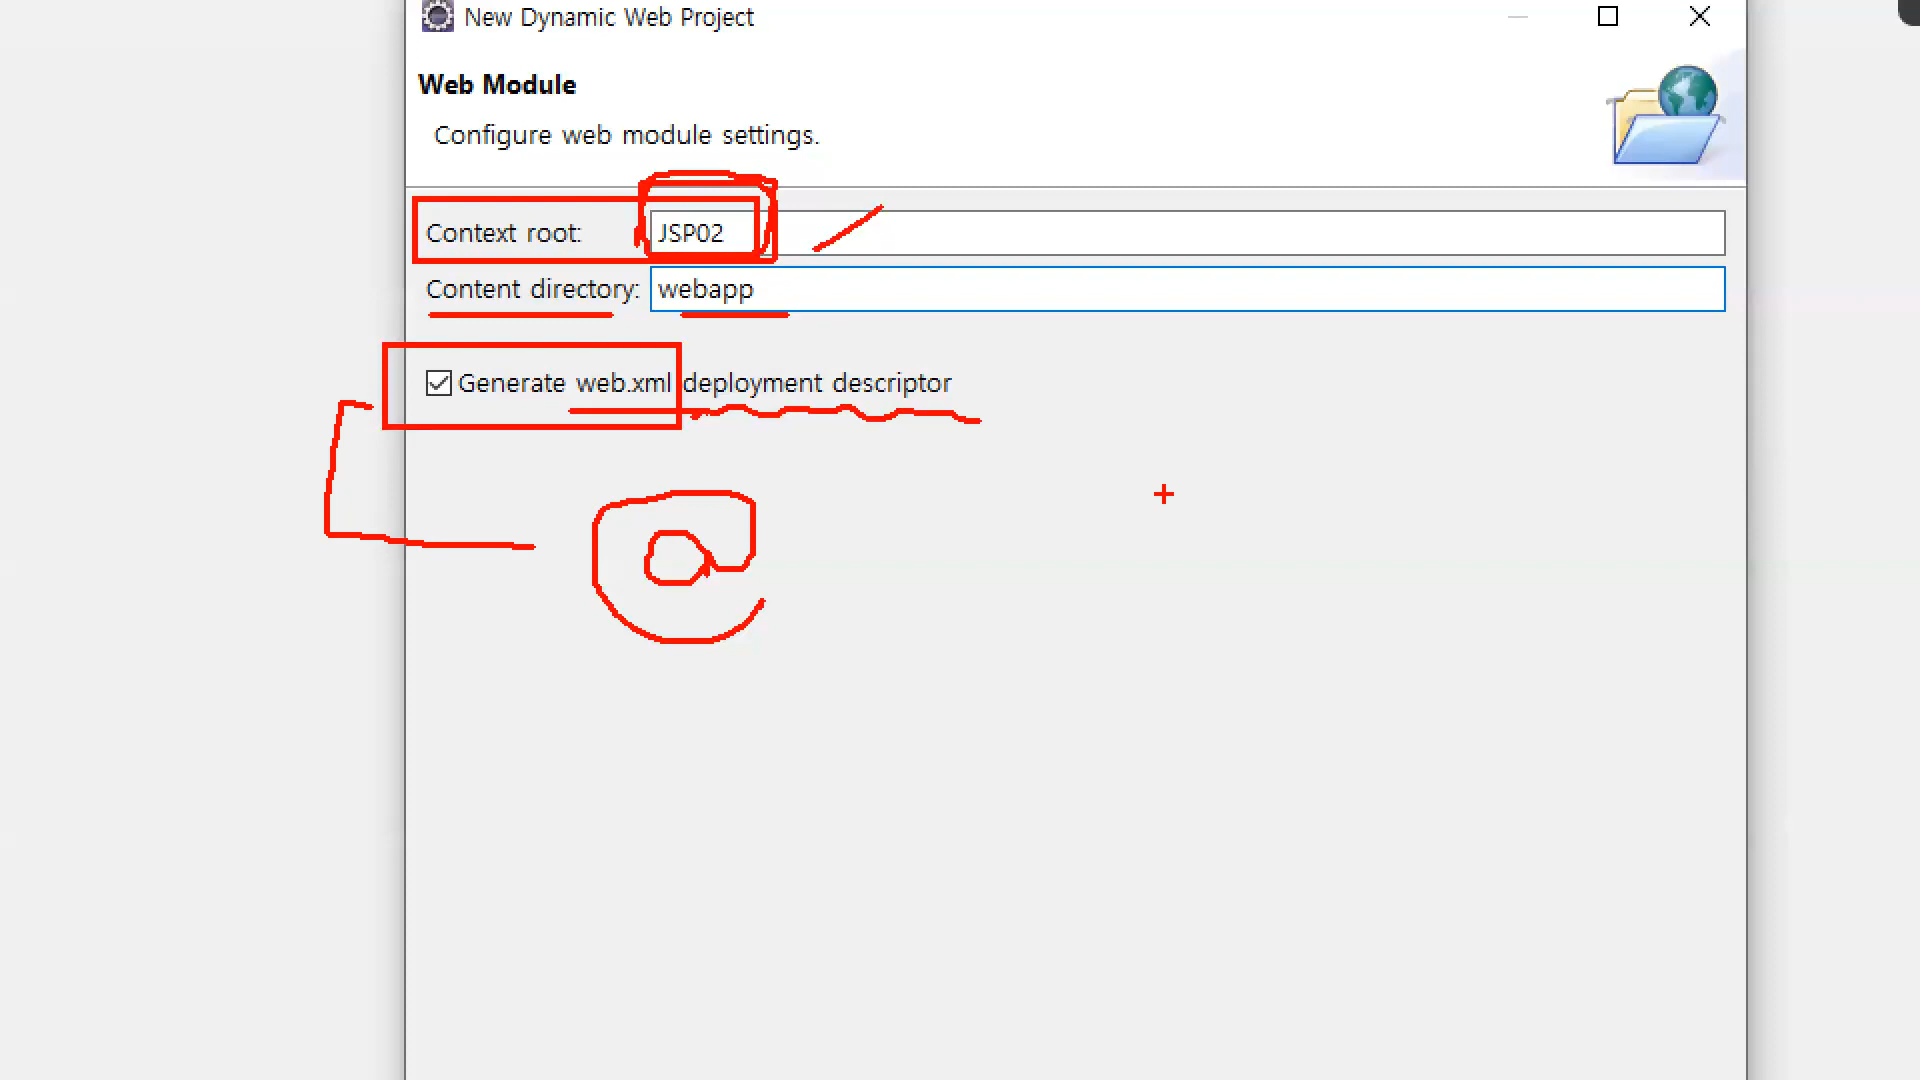 New Dynamic Web Project
Web Module
Configure web module settings.
Context root: JSP02
Content directory: webapp
Generate web.xml deployment descriptor
@